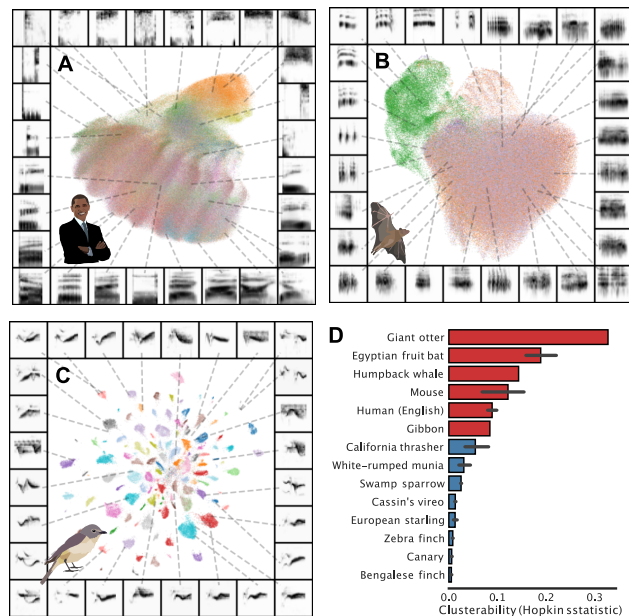 A
B
C
D
Giant otter
Egyptian fruit bat
Humpback whale
Mouse
Human (English)
Gibbon
California thrasher
White-rumped munia
Swamp sparrow
Cassin's vireo
European starling
Zebra finch
Canary
Bengalese finch
0.0 0.1 0.2 0.3
Clusterability (Hopkin sstatistic)